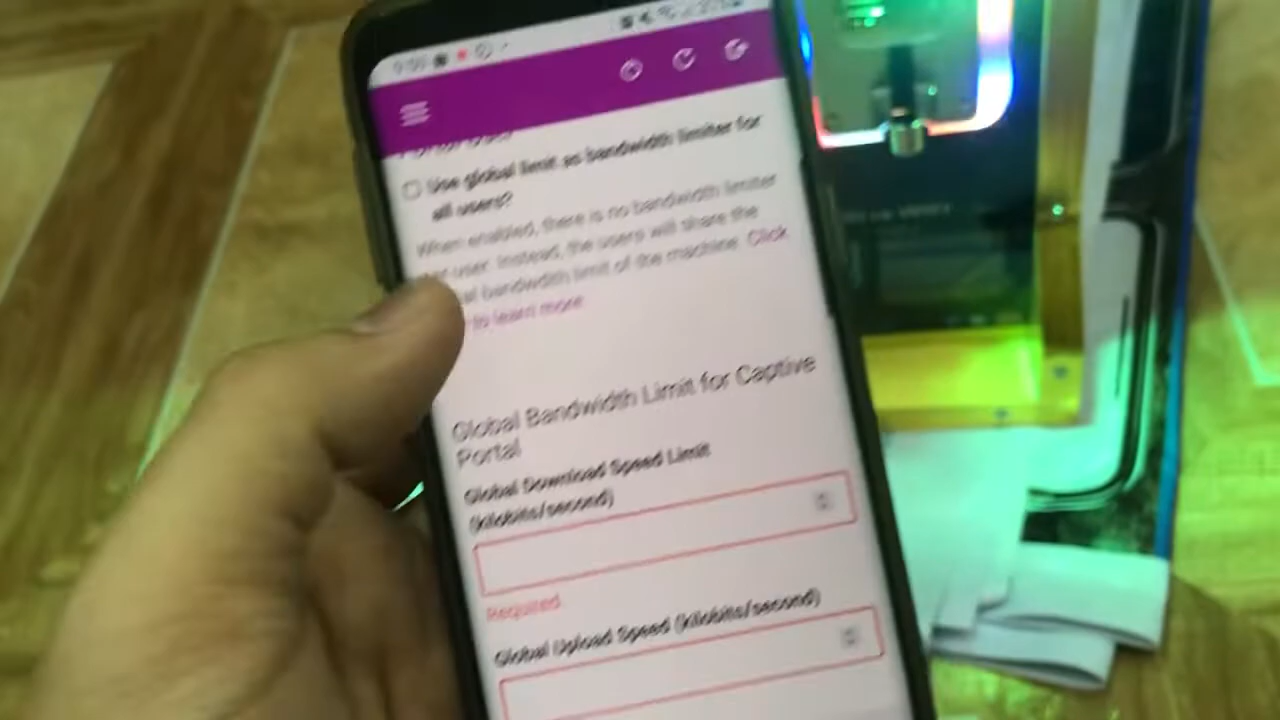 Use global limit as bandwidth limiter for
all users?
When enabled, there is no bandwidth limiter
user. Instead, the users will share the
bandwidth limit of the machine. Click
to learn more
Global Bandwidth Limit for Captive
Portal
Global Download Speed Limit
(kilobits/second)
Required
Global Upload Speed (kilobits/second)